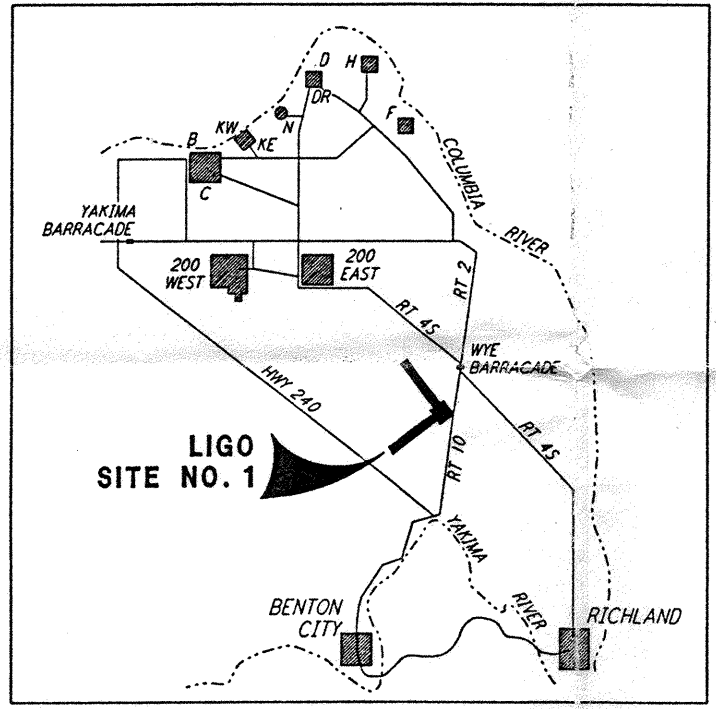 D
H
DR
N
F
KW
KE
B
C
COLUMBIA
RIVER
YAKIMA
BARRACADE
200
WEST
200
EAST
RT 2
RT 4S
WYE
BARRACADE
HWY 240
LIGO
SITE NO. 1
RT 10
RT 4S
YAKIMA
RIVER
BENTON
CITY
RICHLAND